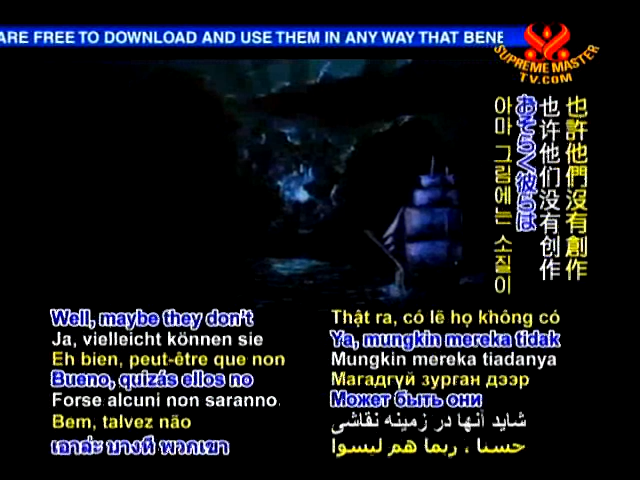 ARE FREE TO DOWNLOAD AND USE THEM IN ANY WAY THAT BENE
SUPREME MASTER
TV.COM
也許他們沒有創作
也许他们没有创作
おそらく彼らは
아마 그림에는 소질이
Well, maybe they don't
Ja, vielleicht können sie
Eh bien, peut-être que non
Bueno, quizás ellos no
Forse alcuni non saranno
Bem, talvez não
เอาล่ะ บางที พวกเขา
Thật ra, có lẽ họ không có
Ya, mungkin mereka tidak
Mungkin mereka tiadanya
Магадгүй зурган дээр
Может быть они
شاید آنها در زمینه نقاشی
حسنا ، ربما هم ليسوا